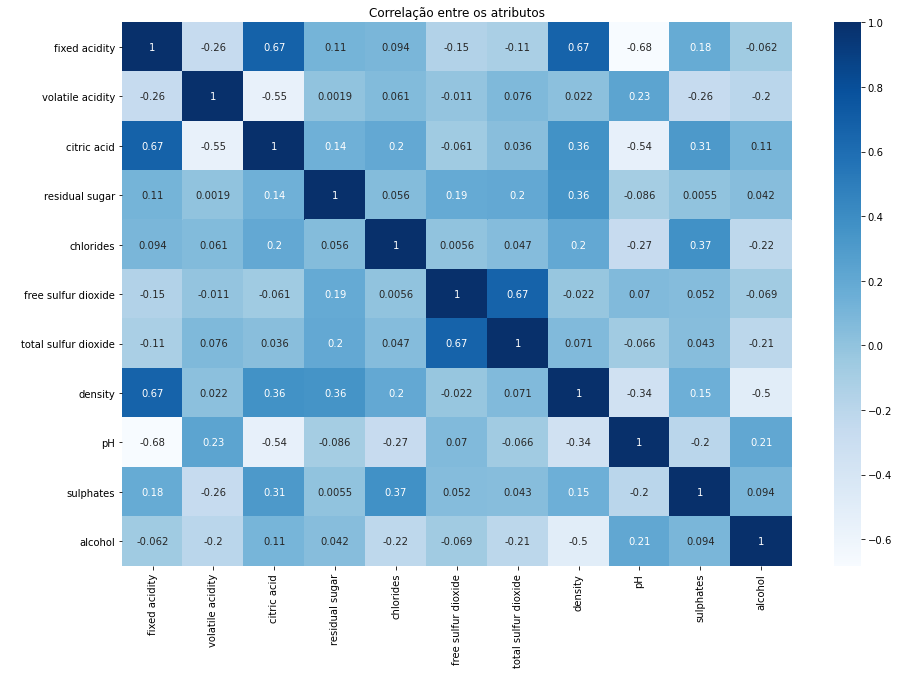 Correlação entre os atributos
fixed acidity 1 -0.26 0.67 0.11 0.094 -0.15 -0.11 0.67 -0.68 0.18 -0.062
volatile acidity -0.26 1 -0.55 0.0019 0.061 -0.011 0.076 0.022 0.23 -0.26 -0.2
citric acid 0.67 -0.55 1 0.14 0.2 -0.061 0.036 0.36 -0.54 0.31 0.11
residual sugar 0.11 0.0019 0.14 1 0.056 0.19 0.2 0.36 -0.086 0.0055 0.042
chlorides 0.094 0.061 0.2 0.056 1 0.0056 0.047 0.2 -0.27 0.37 -0.22
free sulfur dioxide -0.15 -0.011 -0.061 0.19 0.0056 1 0.67 -0.022 0.07 0.052 -0.069
total sulfur dioxide -0.11 0.076 0.036 0.2 0.047 0.67 1 0.071 -0.066 0.043 -0.21
density 0.67 0.022 0.36 0.36 0.2 -0.022 0.071 1 -0.34 0.15 -0.5
pH -0.68 0.23 -0.54 -0.086 -0.27 0.07 -0.066 -0.34 1 -0.2 0.21
sulphates 0.18 -0.26 0.31 0.0055 0.37 0.052 0.043 0.15 -0.2 1 0.094
alcohol -0.062 -0.2 0.11 0.042 -0.22 -0.069 -0.21 -0.5 0.21 0.094 1
fixed acidity
volatile acidity
citric acid
residual sugar
chlorides
free sulfur dioxide
total sulfur dioxide
density
pH
sulphates
alcohol
1.0
0.8
0.6
0.4
0.2
0.0
-0.2
-0.4
-0.6